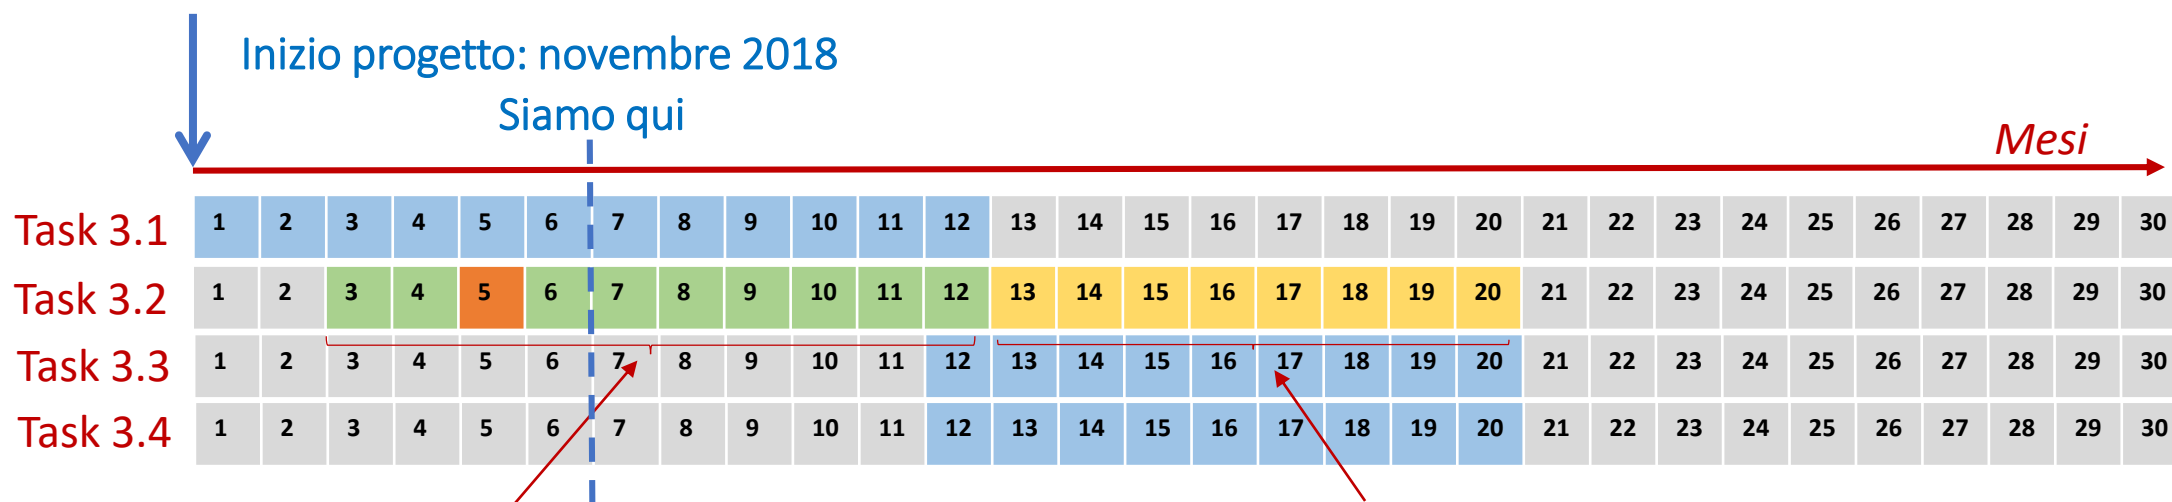 Inizio progetto: novembre 2018
Siamo qui
Mesi
Task 3.1 1 2 3 4 5 6 7 8 9 10 11 12 13 14 15 16 17 18 19 20 21 22 23 24 25 26 27 28 29 30
Task 3.2 1 2 3 4 5 6 7 8 9 10 11 12 13 14 15 16 17 18 19 20 21 22 23 24 25 26 27 28 29 30
Task 3.3 1 2 3 4 5 6 7 8 9 10 11 12 13 14 15 16 17 18 19 20 21 22 23 24 25 26 27 28 29 30
Task 3.4 1 2 3 4 5 6 7 8 9 10 11 12 13 14 15 16 17 18 19 20 21 22 23 24 25 26 27 28 29 30